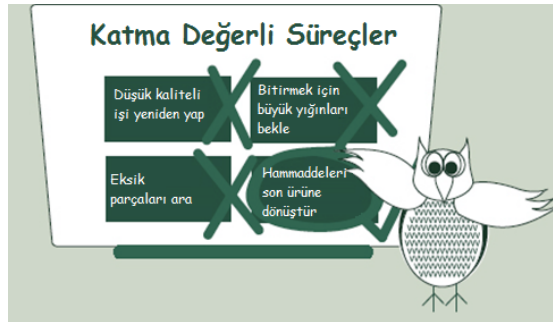 Katma Değerli Süreçler
Düşük kaliteli
işi yeniden yap
Bitirmek için
büyük yığınları
bekle
Eksik
parçaları ara
Hammaddeleri
son ürüne
dönüştür